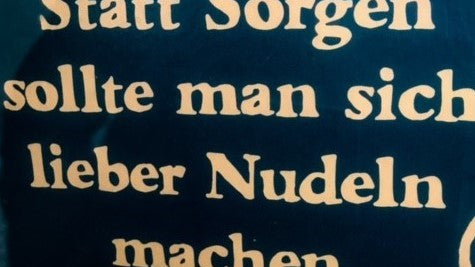 Statt Sorgen
sollte man sich
lieber Nudeln
machen